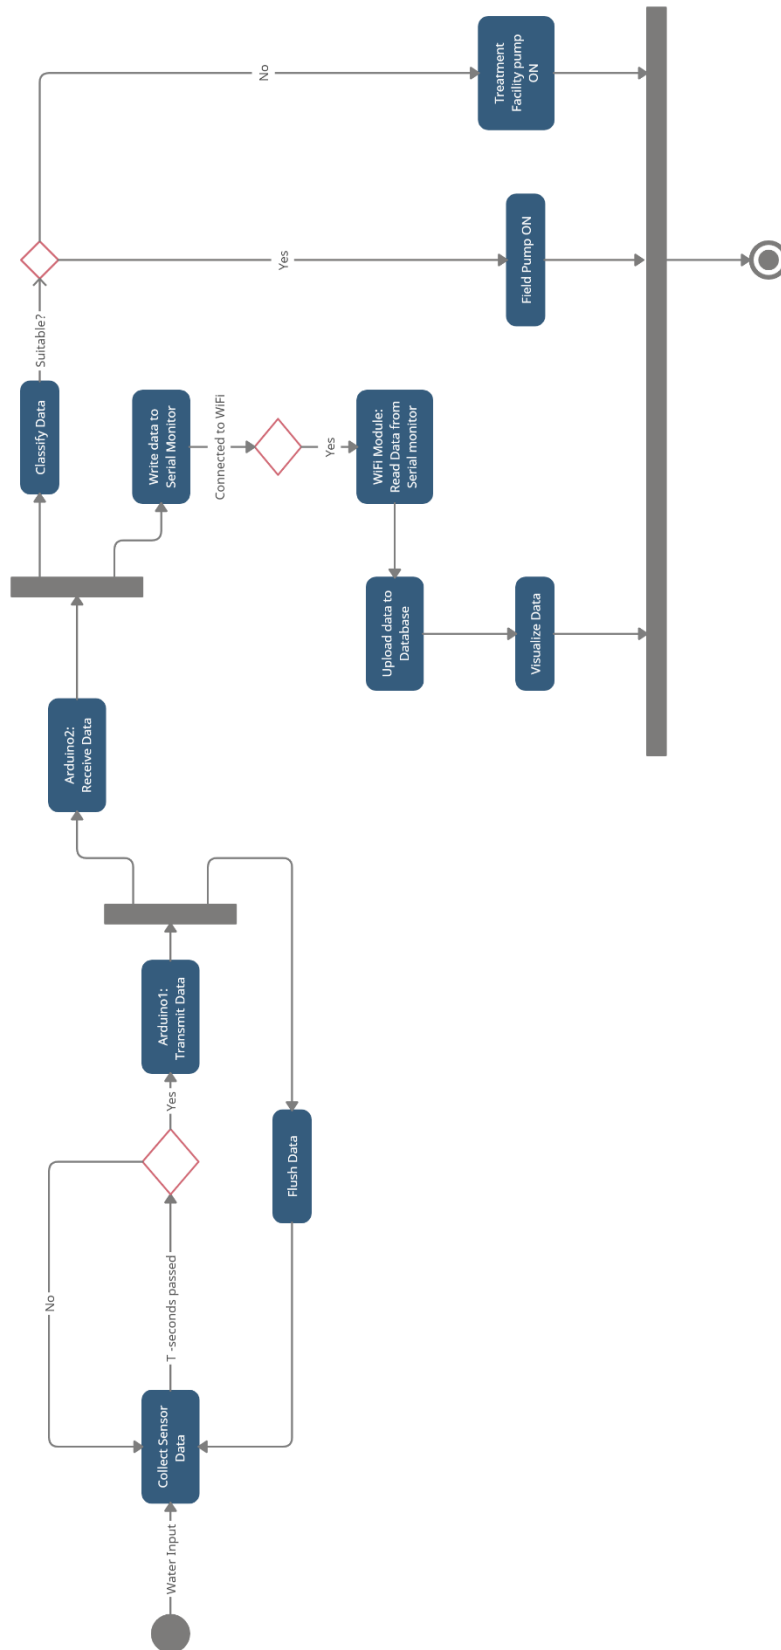 Water Input
Collect Sensor
Data
T -seconds passed
No
Yes
Arduino1:
Transmit Data
Flush Data
Arduino2:
Receive Data
Classify Data
Suitable?
No
Yes
Treatment
Facility pump
ON
Field Pump ON
Write data to
Serial Monitor
Connected to WiFi
Yes
WiFi Module:
Read Data from
Serial monitor
Upload data to
Database
Visualize Data